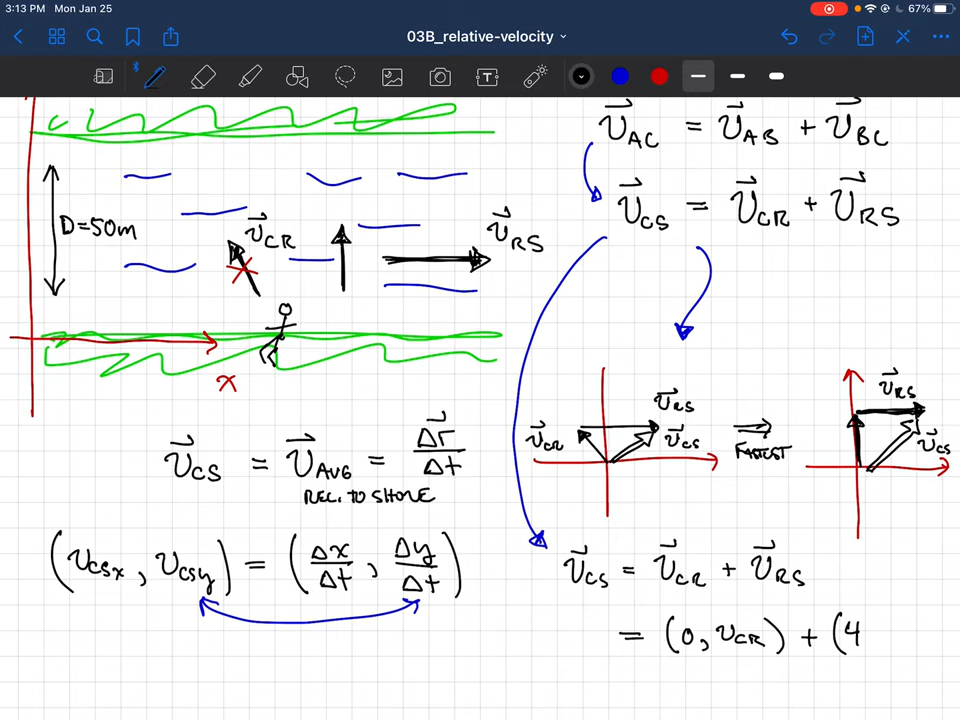 3:13 PM Mon Jan 25
67%
03B_relative-velocity
T
D=50m
v⃗CR
v⃗RS
x
v⃗AC = v⃗AB + v⃗BC
v⃗CS = v⃗CR + v⃗RS
v⃗CR
v⃗RS
v⃗CS
⇒
FASTEST
v⃗RS
v⃗CS
v⃗CS = v⃗AVG = Δr⃗/Δt
REL. TO SHORE
(vCSx, vCSy) = (Δx/Δt, Δy/Δt)
v⃗CS = v⃗CR + v⃗RS
= (0, vCR) + (4